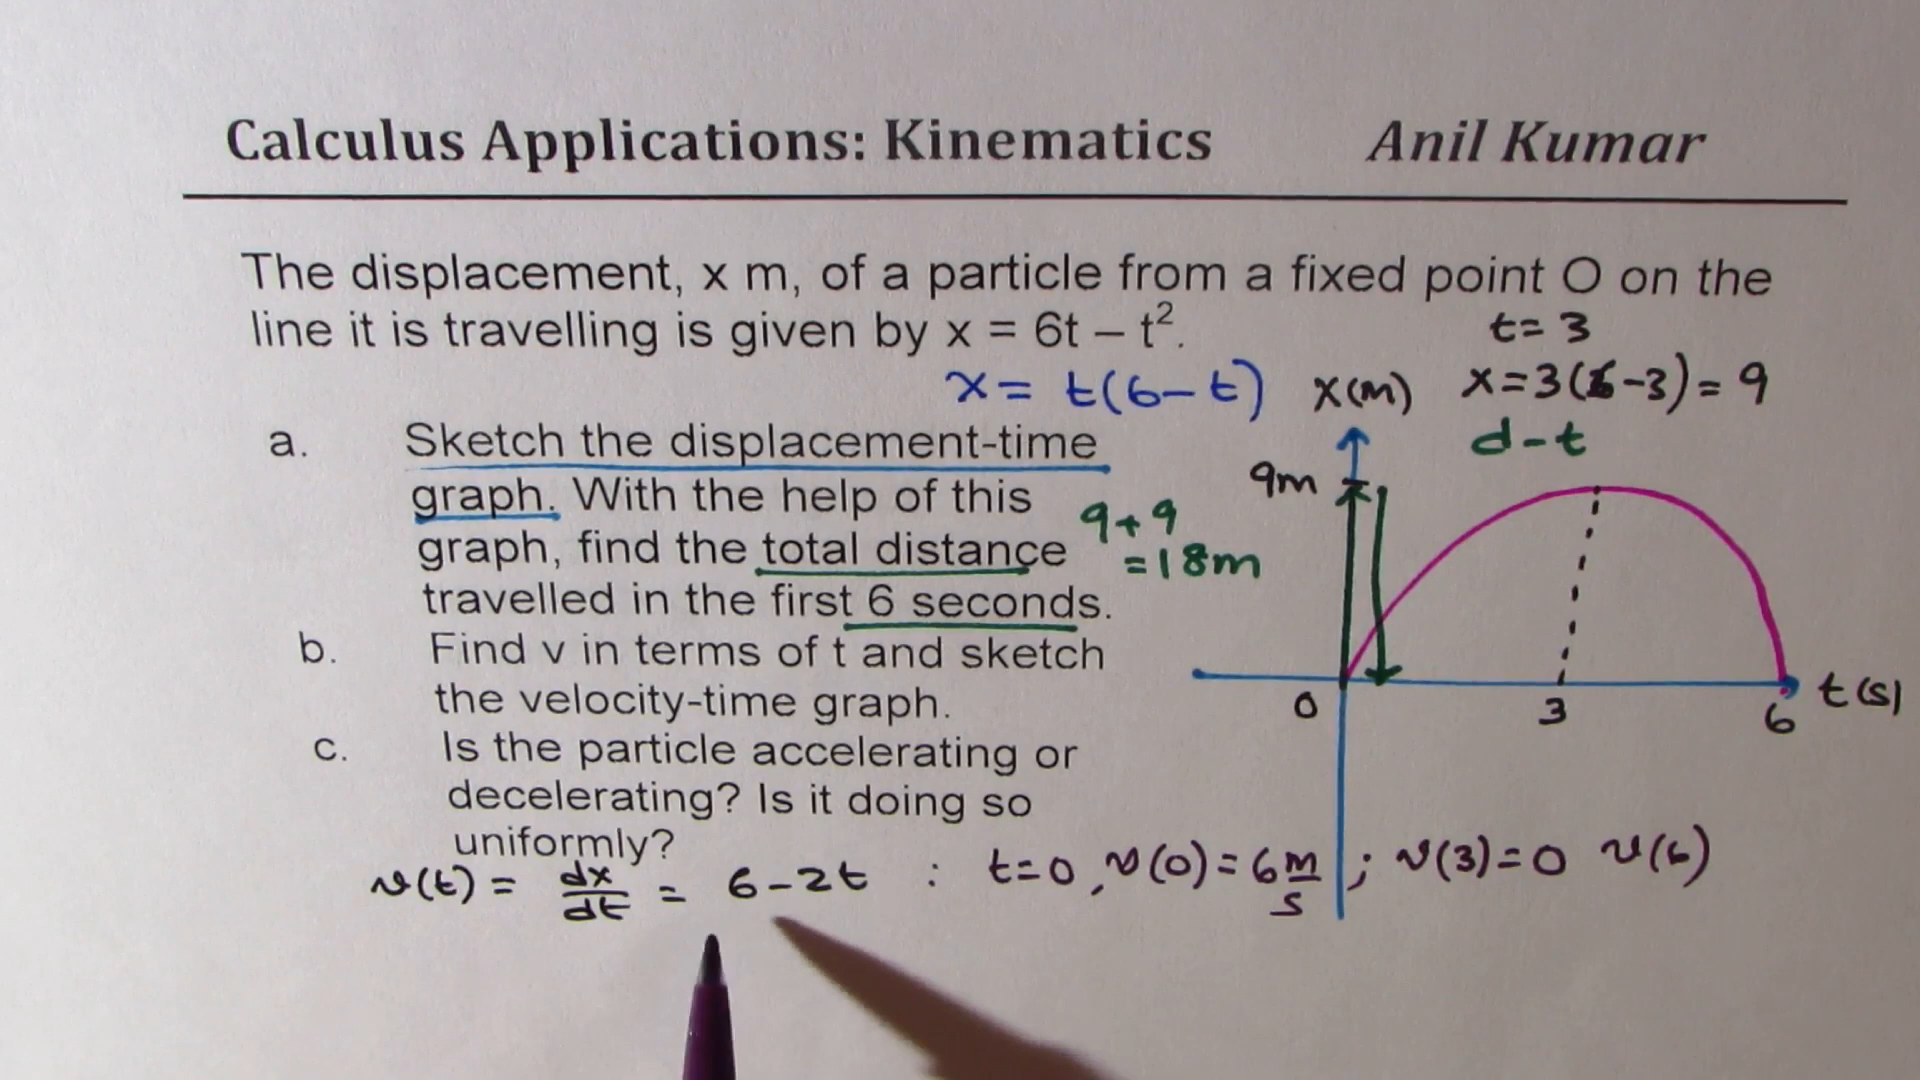 Calculus Applications: Kinematics Anil Kumar
The displacement, x m, of a particle from a fixed point O on the
line it is travelling is given by x = 6t – t².
t = 3
x = t(6-t)
x(m)
x=3(6-3)= 9
d-t
a. Sketch the displacement-time
graph. With the help of this
graph, find the total distance
travelled in the first 6 seconds.
9+9
=18m
9m
0
3
6
t(s)
b. Find v in terms of t and sketch
the velocity-time graph.
c. Is the particle accelerating or
decelerating? Is it doing so
uniformly?
v(t) = dx/dt = 6-2t : t=0, v(0)=6 m/s ; v(3)=0 v(6)